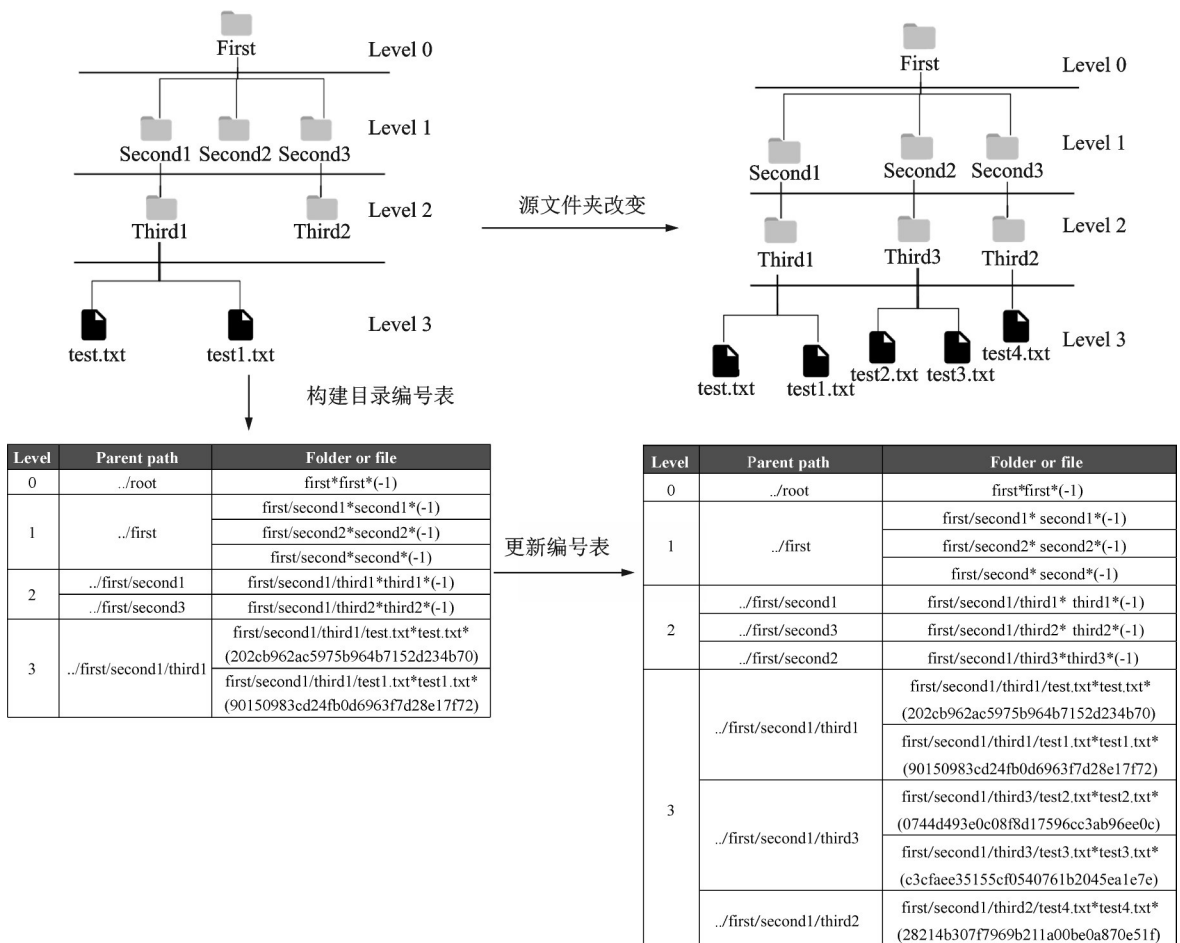 First
Level 0
Level 1
Second1 Second2 Second3
Level 2
Third1
Third2
Level 3
test.txt
test1.txt
源文件夹改变
First
Level 0
Level 1
Second1
Second2
Second3
Level 2
Third1
Third3
Third2
Level 3
test.txt
test1.txt
test2.txt
test3.txt
test4.txt
构建目录编号表
Level Parent path Folder or file
0 ../root first*first*(-1)
1 ../first first/second1*second1*(-1)
first/second2*second2*(-1)
first/second*second*(-1)
2 ../first/second1 first/second1/third1*third1*(-1)
../first/second3 first/second1/third2*third2*(-1)
3 ../first/second1/third1 first/second1/third1/test.txt*test.txt*
(202cb962ac5975b964b7152d234b70)
first/second1/third1/test1.txt*test1.txt*
(90150983cd24fb0d6963f7d28e17f72)
更新编号表
Level Parent path Folder or file
0 ../root first*first*(-1)
1 ../first first/second1* second1*(-1)
first/second2* second2*(-1)
first/second* second*(-1)
2 ../first/second1 first/second1/third1* third1*(-1)
../first/second3 first/second1/third2* third2*(-1)
../first/second2 first/second1/third3*third3*(-1)
3 ../first/second1/third1 first/second1/third1/test.txt*test.txt*
(202cb962ac5975b964b7152d234b70)
first/second1/third1/test1.txt*test1.txt*
(90150983cd24fb0d6963f7d28e17f72)
../first/second1/third3 first/second1/third3/test2.txt*test2.txt*
(0744d493e0c08f8d17596cc3ab96ee0c)
first/second1/third3/test3.txt*test3.txt*
(c3cfaee35155cf0540761b2045ea1e7e)
../first/second1/third2 first/second1/third2/test4.txt*test4.txt*
(28214b307f7969b211a00be0a870e51f)